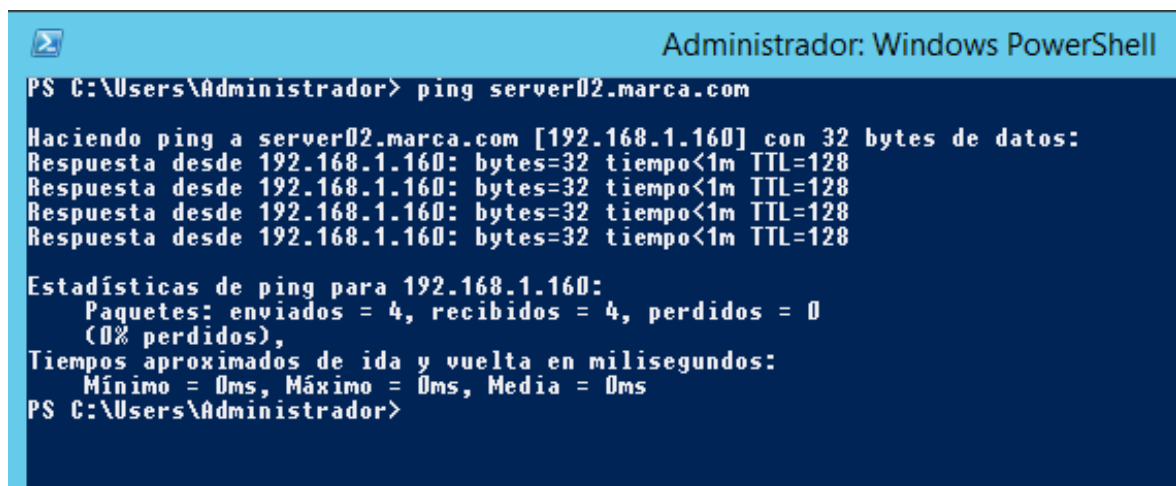 Administrador: Windows PowerShell
PS C:\Users\Administrador> ping server02.marca.com
Haciendo ping a server02.marca.com [192.168.1.160] con 32 bytes de datos:
Respuesta desde 192.168.1.160: bytes=32 tiempo<1m TTL=128
Respuesta desde 192.168.1.160: bytes=32 tiempo<1m TTL=128
Respuesta desde 192.168.1.160: bytes=32 tiempo<1m TTL=128
Respuesta desde 192.168.1.160: bytes=32 tiempo<1m TTL=128
Estadísticas de ping para 192.168.1.160:
Paquetes: enviados = 4, recibidos = 4, perdidos = 0
(0% perdidos),
Tiempos aproximados de ida y vuelta en milisegundos:
Mínimo = 0ms, Máximo = 0ms, Media = 0ms
PS C:\Users\Administrador>